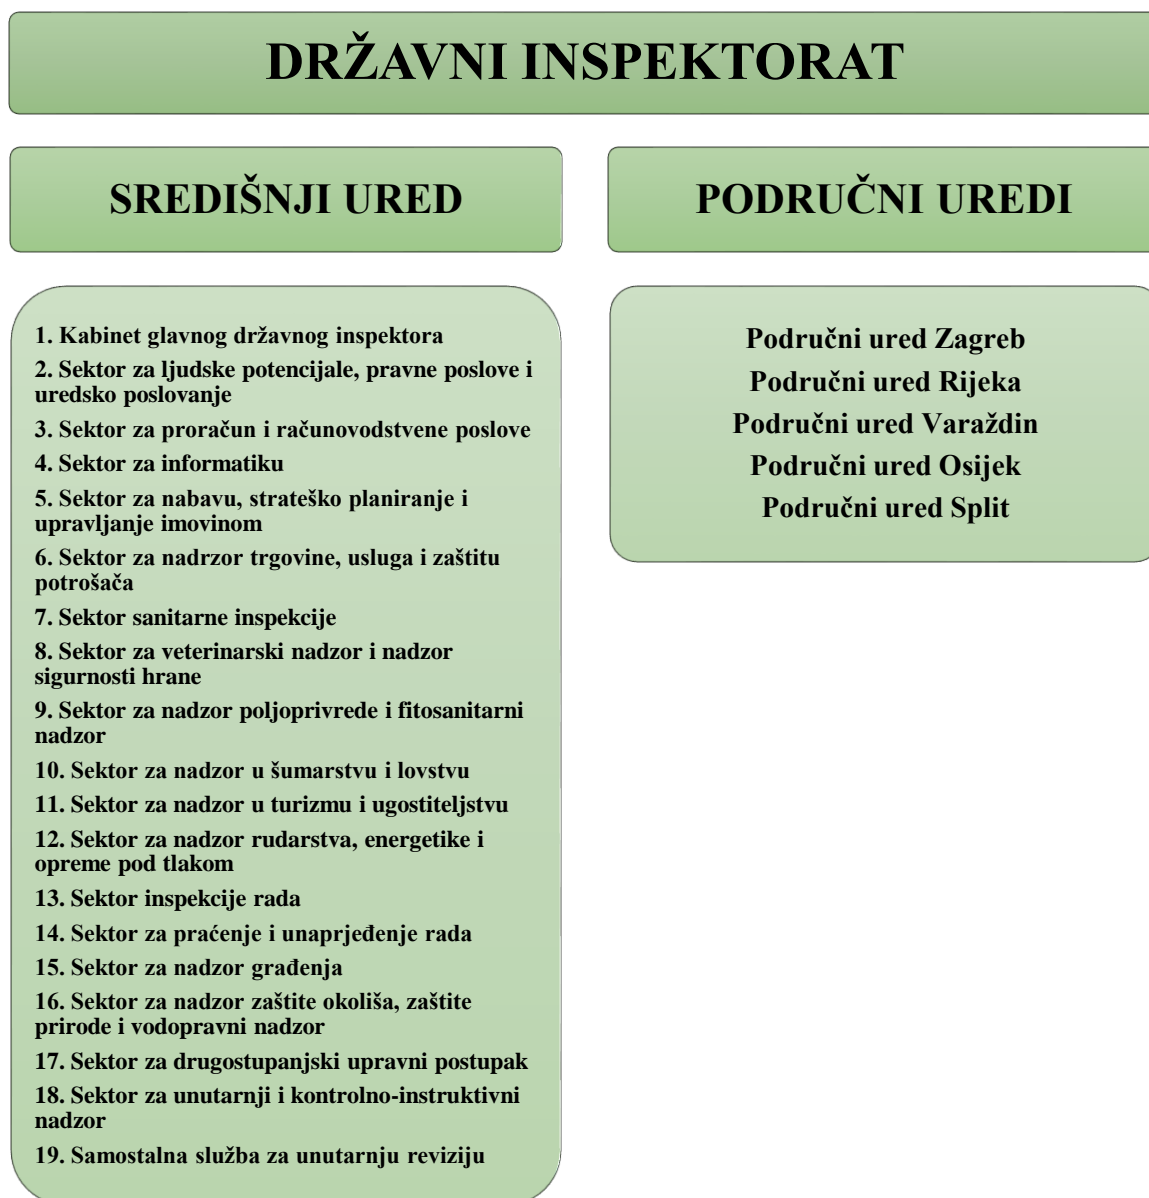 DRŽAVNI INSPEKTORAT
SREDIŠNJI URED
1. Kabinet glavnog državnog inspektora
2. Sektor za ljudske potencijale, pravne poslove i
uredsko poslovanje
3. Sektor za proračun i računovodstvene poslove
4. Sektor za informatiku
5. Sektor za nabavu, strateško planiranje i
upravljanje imovinom
6. Sektor za nadrzor trgovine, usluga i zaštitu
potrošača
7. Sektor sanitarne inspekcije
8. Sektor za veterinarski nadzor i nadzor
sigurnosti hrane
9. Sektor za nadzor poljoprivrede i fitosanitarni
nadzor
10. Sektor za nadzor u šumarstvu i lovstvu
11. Sektor za nadzor u turizmu i ugostiteljstvu
12. Sektor za nadzor rudarstva, energetike i
opreme pod tlakom
13. Sektor inspekcije rada
14. Sektor za praćenje i unaprjeđenje rada
15. Sektor za nadzor građenja
16. Sektor za nadzor zaštite okoliša, zaštite
prirode i vodopravni nadzor
17. Sektor za drugostupanjski upravni postupak
18. Sektor za unutarnji i kontrolno-instruktivni
nadzor
19. Samostalna služba za unutarnju reviziju
PODRUČNI UREDI
Područni ured Zagreb
Područni ured Rijeka
Područni ured Varaždin
Područni ured Osijek
Područni ured Split